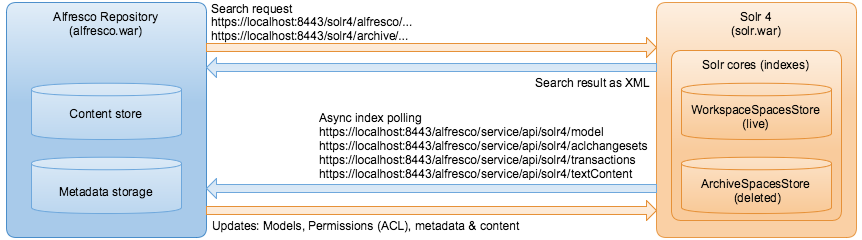 Alfresco Repository
(alfresco.war)
Content store
Metadata storage
Search request
https://localhost:8443/solr4/alfresco/...
https://localhost:8443/solr4/archive/...
Search result as XML
Async index polling
https://localhost:8443/alfresco/service/api/solr4/model
https://localhost:8443/alfresco/service/api/solr4/aclchangesets
https://localhost:8443/alfresco/service/api/solr4/transactions
https://localhost:8443/alfresco/service/api/solr4/textContent
Updates: Models, Permissions (ACL), metadata & content
Solr 4
(solr.war)
Solr cores (indexes)
WorkspaceSpacesStore
(live)
ArchiveSpacesStore
(deleted)